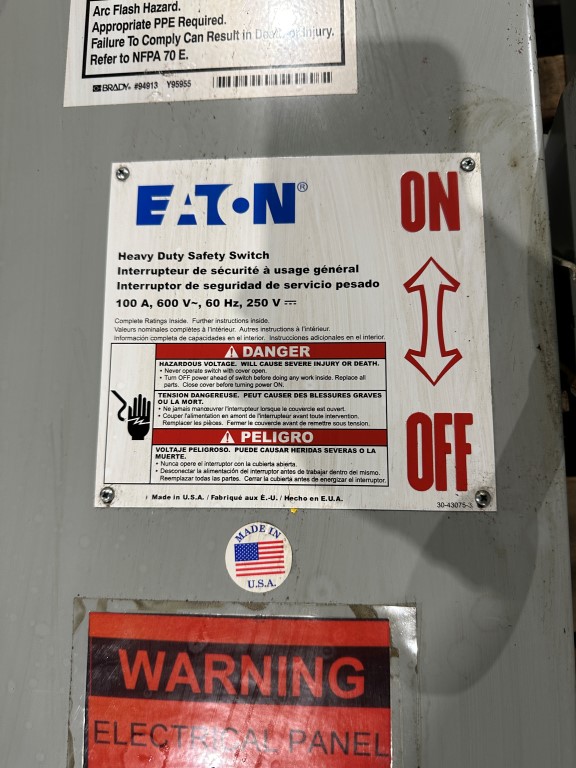 Arc Flash Hazard.
Appropriate PPE Required.
Failure To Comply Can Result in Death or Injury.
Refer to NFPA 70 E.
BRADY® #94913 Y95955
EATON®
ON
Heavy Duty Safety Switch
Interrupteur de sécurité à usage général
Interruptor de seguridad de servicio pesado
100 A, 600 V~, 60 Hz, 250 V ⎓
Complete Ratings Inside. Further instructions inside.
Valeurs nominales complètes à l'intérieur. Autres instructions à l'intérieur.
Información completa de capacidades en el interior. Instrucciones adicionales en el interior.
⚠ DANGER
HAZARDOUS VOLTAGE. WILL CAUSE SEVERE INJURY OR DEATH.
• Never operate switch with cover open.
• Turn OFF power ahead of switch before doing any work inside. Replace all
parts. Close cover before turning power ON.
TENSION DANGEREUSE. PEUT CAUSER DES BLESSURES GRAVES
OU LA MORT.
• Ne jamais manœuvrer l'interrupteur lorsque le couvercle est ouvert.
• Couper l'alimentation en amont de l'interrupteur avant toute intervention.
Remplacer les pièces. Fermer le couvercle avant de remettre sous tension.
⚠ PELIGRO
VOLTAJE PELIGROSO. PUEDE CAUSAR HERIDAS SEVERAS O LA
MUERTE.
• Nunca opere el interruptor con la cubierta abierta.
• Desconectar la alimentación del interruptor antes de trabajar dentro del mismo.
Reemplazar todas las partes. Cerrar la cubierta antes de energizar el interruptor.
OFF
Made in U.S.A. / Fabriqué aux É.-U. / Hecho en E.U.A.
30-43075-3
MADE IN
U.S.A.
WARNING
ELECTRICAL PANEL